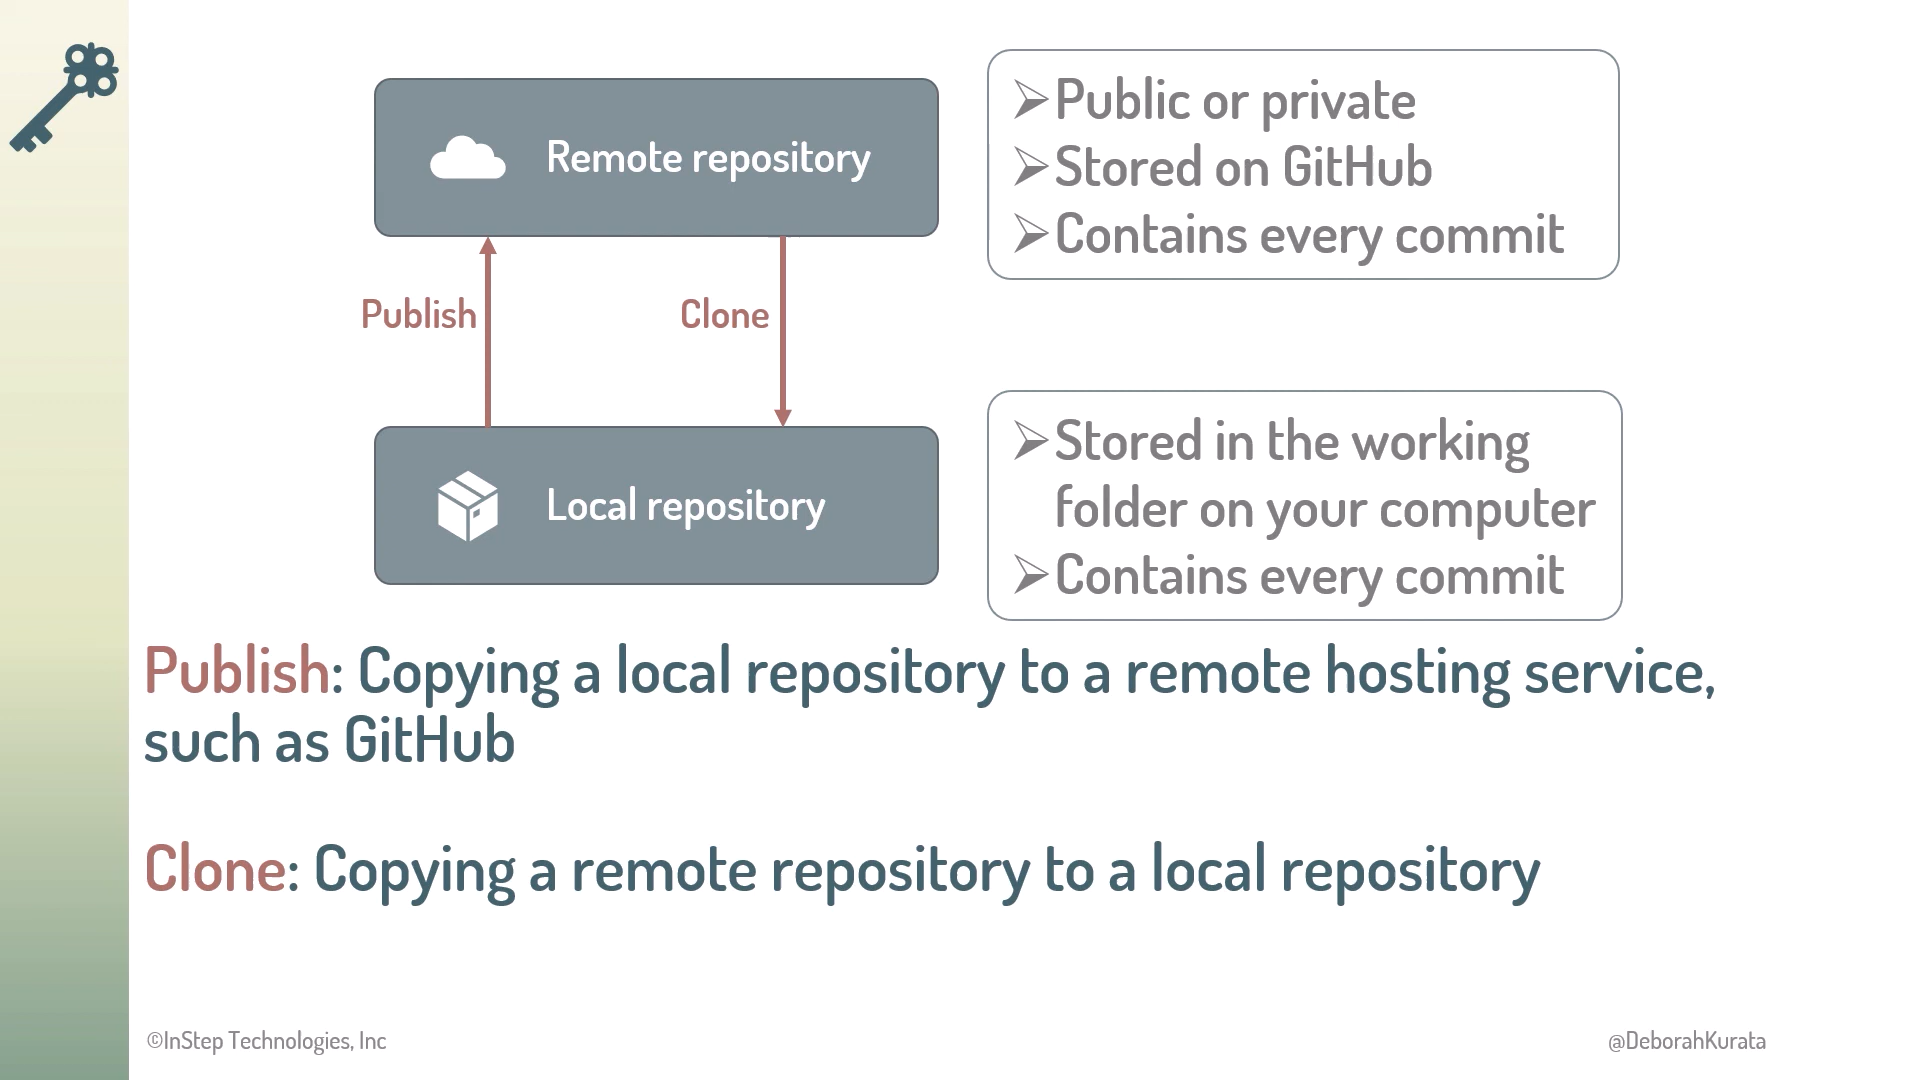 Remote repository
➢Public or private
➢Stored on GitHub
➢Contains every commit
Publish
Clone
Local repository
➢Stored in the working
folder on your computer
➢Contains every commit
Publish: Copying a local repository to a remote hosting service,
such as GitHub
Clone: Copying a remote repository to a local repository
©InStep Technologies, Inc
@DeborahKurata